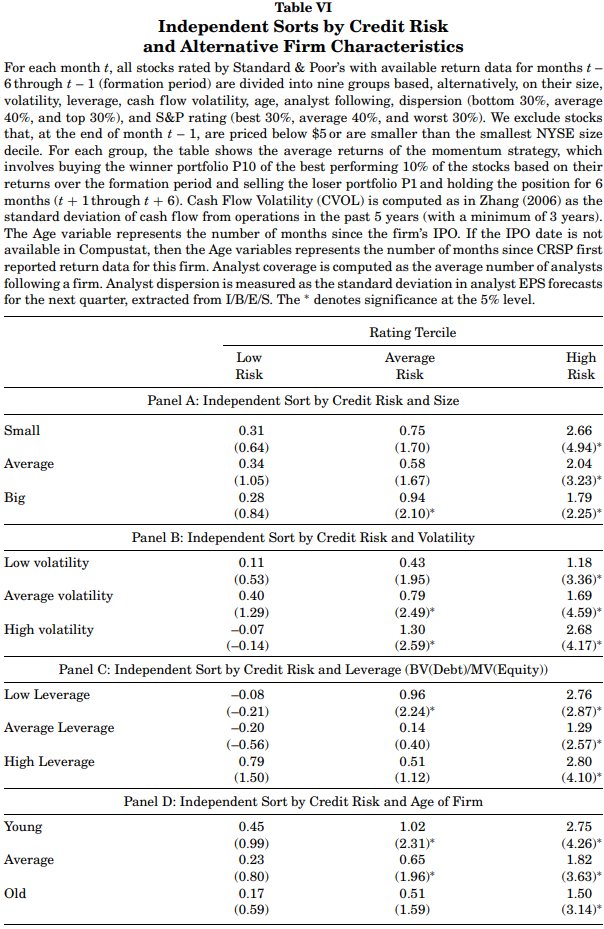 Table VI
Independent Sorts by Credit Risk
and Alternative Firm Characteristics
For each month t, all stocks rated by Standard & Poor's with available return data for months t –
6 through t – 1 (formation period) are divided into nine groups based, alternatively, on their size,
volatility, leverage, cash flow volatility, age, analyst following, dispersion (bottom 30%, average
40%, and top 30%), and S&P rating (best 30%, average 40%, and worst 30%). We exclude stocks
that, at the end of month t – 1, are priced below $5 or are smaller than the smallest NYSE size
decile. For each group, the table shows the average returns of the momentum strategy, which
involves buying the winner portfolio P10 of the best performing 10% of the stocks based on their
returns over the formation period and selling the loser portfolio P1 and holding the position for 6
months (t + 1 through t + 6). Cash Flow Volatility (CVOL) is computed as in Zhang (2006) as the
standard deviation of cash flow from operations in the past 5 years (with a minimum of 3 years).
The Age variable represents the number of months since the firm's IPO. If the IPO date is not
available in Compustat, then the Age variables represents the number of months since CRSP first
reported return data for this firm. Analyst coverage is computed as the average number of analysts
following a firm. Analyst dispersion is measured as the standard deviation in analyst EPS forecasts
for the next quarter, extracted from I/B/E/S. The * denotes significance at the 5% level.
Rating Tercile
Low Average High
Risk Risk Risk
Panel A: Independent Sort by Credit Risk and Size
Small 0.31 0.75 2.66
(0.64) (1.70) (4.94)*
Average 0.34 0.58 2.04
(1.05) (1.67) (3.23)*
Big 0.28 0.94 1.79
(0.84) (2.10)* (2.25)*
Panel B: Independent Sort by Credit Risk and Volatility
Low volatility 0.11 0.43 1.18
(0.53) (1.95) (3.36)*
Average volatility 0.40 0.79 1.69
(1.29) (2.49)* (4.59)*
High volatility –0.07 1.30 2.68
(–0.14) (2.59)* (4.17)*
Panel C: Independent Sort by Credit Risk and Leverage (BV(Debt)/MV(Equity))
Low Leverage –0.08 0.96 2.76
(–0.21) (2.24)* (2.87)*
Average Leverage –0.20 0.14 1.29
(–0.56) (0.40) (2.57)*
High Leverage 0.79 0.51 2.80
(1.50) (1.12) (4.10)*
Panel D: Independent Sort by Credit Risk and Age of Firm
Young 0.45 1.02 2.75
(0.99) (2.31)* (4.26)*
Average 0.23 0.65 1.82
(0.80) (1.96)* (3.63)*
Old 0.17 0.51 1.50
(0.59) (1.59) (3.14)*